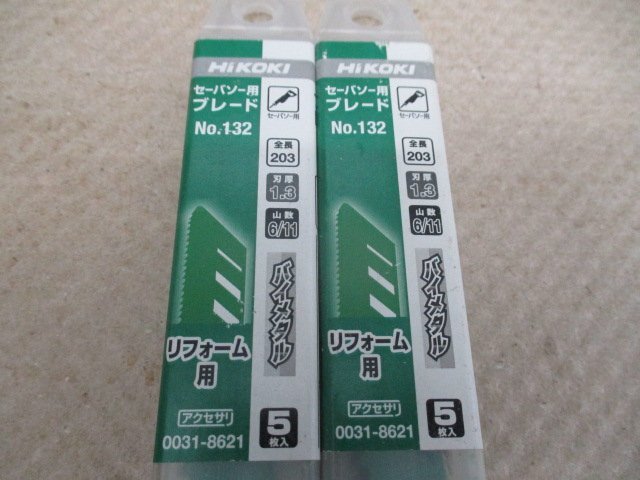 HiKOKI
セーバソー用
ブレード
No.132
セーバソー用
全長
203
刃厚
1.3
山数
6/11
バイメタル
リフォーム
用
アクセサリ
0031-8621
5
枚入
HiKOKI
セーバソー用
ブレード
No.132
セーバソー用
全長
203
刃厚
1.3
山数
6/11
バイメタル
リフォーム
用
アクセサリ
0031-8621
5
枚入